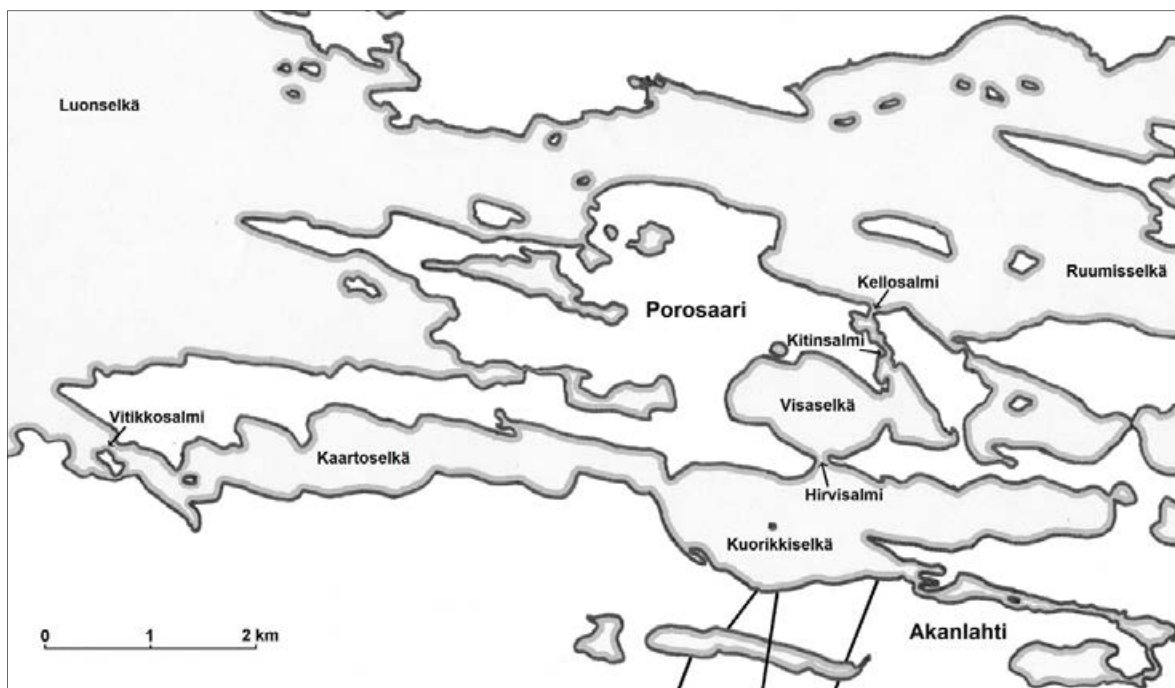 Luonselkä
Ruumisselkä
Kellosalmi
Porosaari
Kitinsalmi
Visaselkä
Vitikkosalmi
Kaartoselkä
Hirvisalmi
Kuorikkiselkä
Akanlahti
0 1 2 km